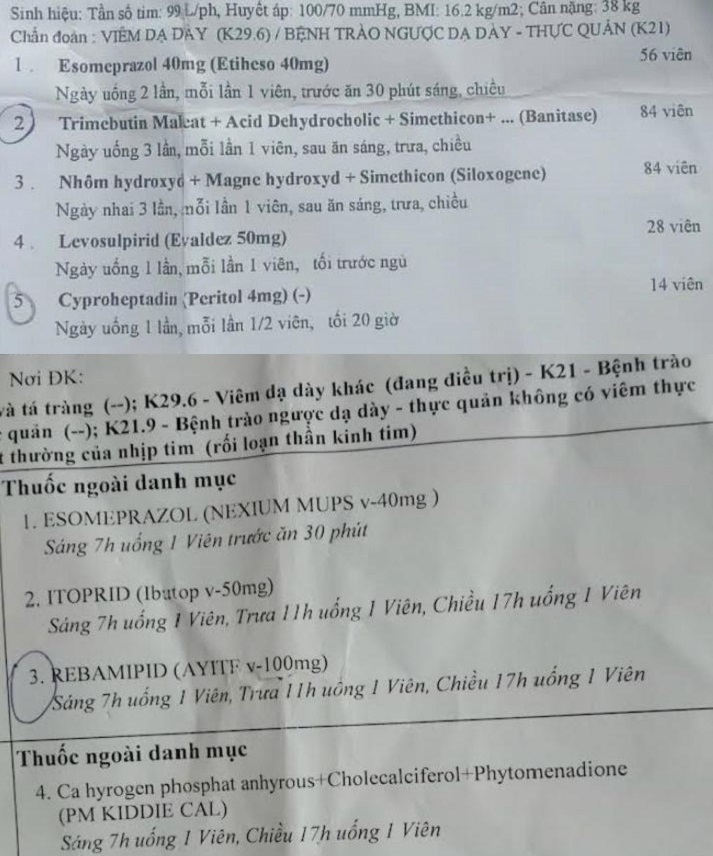 Sinh hiệu: Tần số tim: 99 L/ph, Huyết áp: 100/70 mmHg, BMI: 16.2 kg/m2; Cân nặng: 38 kg
Chẩn đoán : VIÊM DẠ DÀY (K29.6) / BỆNH TRÀO NGƯỢC DẠ DÀY - THỰC QUẢN (K21)
1 . Esomeprazol 40mg (Etiheso 40mg) 56 viên
Ngày uống 2 lần, mỗi lần 1 viên, trước ăn 30 phút sáng, chiều
2 Trimebutin Maleat + Acid Dehydrocholic + Simethicon+ ... (Banitase) 84 viên
Ngày uống 3 lần, mỗi lần 1 viên, sau ăn sáng, trưa, chiều
3 . Nhôm hydroxyd + Magne hydroxyd + Simethicon (Siloxogene) 84 viên
Ngày nhai 3 lần, mỗi lần 1 viên, sau ăn sáng, trưa, chiều
4 . Levosulpirid (Evaldez 50mg) 28 viên
Ngày uống 1 lần, mỗi lần 1 viên, tối trước ngủ
5 Cyproheptadin (Peritol 4mg) (-) 14 viên
Ngày uống 1 lần, mỗi lần 1/2 viên, tối 20 giờ
Nơi ĐK:
và tá tràng (--); K29.6 - Viêm dạ dày khác (đang điều trị) - K21 - Bệnh trào
quản (--); K21.9 - Bệnh trào ngược dạ dày - thực quản không có viêm thực
thường của nhịp tim (rối loạn thần kinh tim)
Thuốc ngoài danh mục
1. ESOMEPRAZOL (NEXIUM MUPS v-40mg )
Sáng 7h uống 1 Viên trước ăn 30 phút
2. ITOPRID (Ibutop v-50mg)
Sáng 7h uống 1 Viên, Trưa 11h uống 1 Viên, Chiều 17h uống 1 Viên
3. REBAMIPID (AYITE v-100mg)
Sáng 7h uống 1 Viên, Trưa 11h uống 1 Viên, Chiều 17h uống 1 Viên
Thuốc ngoài danh mục
4. Ca hyrogen phosphat anhyrous+Cholecalciferol+Phytomenadione
(PM KIDDIE CAL)
Sáng 7h uống 1 Viên, Chiều 17h uống 1 Viên